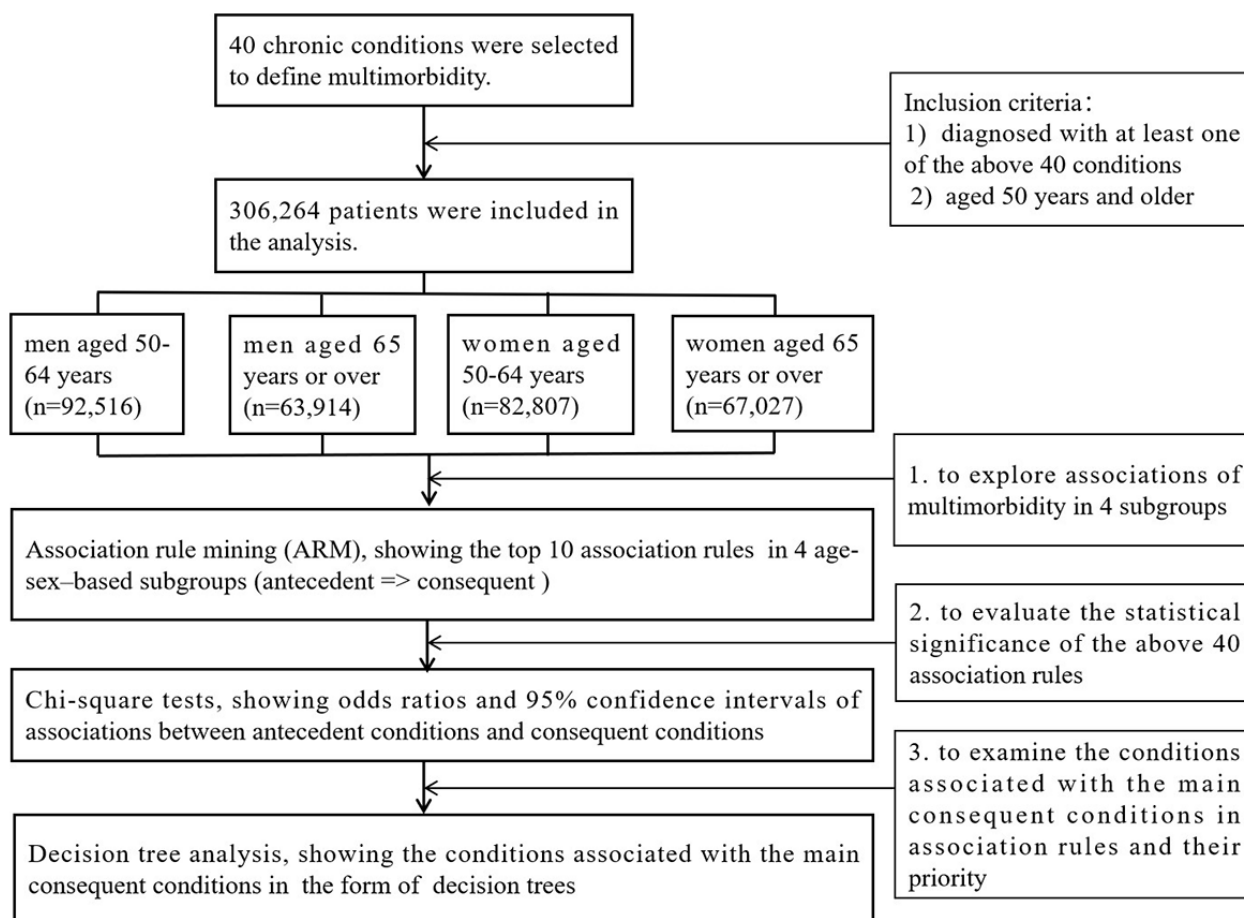 40 chronic conditions were selected
to define multimorbidity.
Inclusion criteria：
1) diagnosed with at least one
of the above 40 conditions
2) aged 50 years and older
306,264 patients were included in
the analysis.
men aged 50-
64 years
(n=92,516)
men aged 65
years or over
(n=63,914)
women aged
50-64 years
(n=82,807)
women aged 65
years or over
(n=67,027)
1. to explore associations of
multimorbidity in 4 subgroups
Association rule mining (ARM), showing the top 10 association rules in 4 age-
sex–based subgroups (antecedent => consequent )
2. to evaluate the statistical
significance of the above 40
association rules
Chi-square tests, showing odds ratios and 95% confidence intervals of
associations between antecedent conditions and consequent conditions
3. to examine the conditions
associated with the main
consequent conditions in
association rules and their
priority
Decision tree analysis, showing the conditions associated with the main
consequent conditions in the form of decision trees